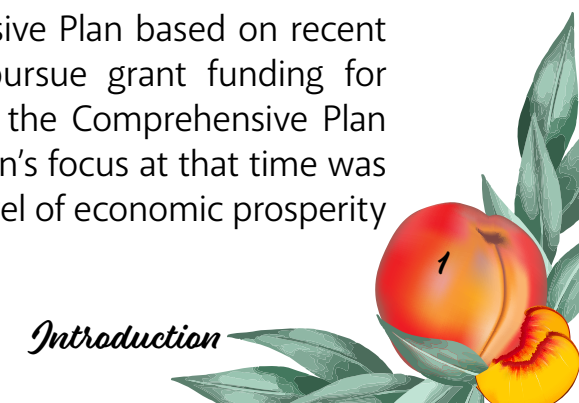 sive Plan based on recent
ursue grant funding for
the Comprehensive Plan
n's focus at that time was
el of economic prosperity
1
Introduction